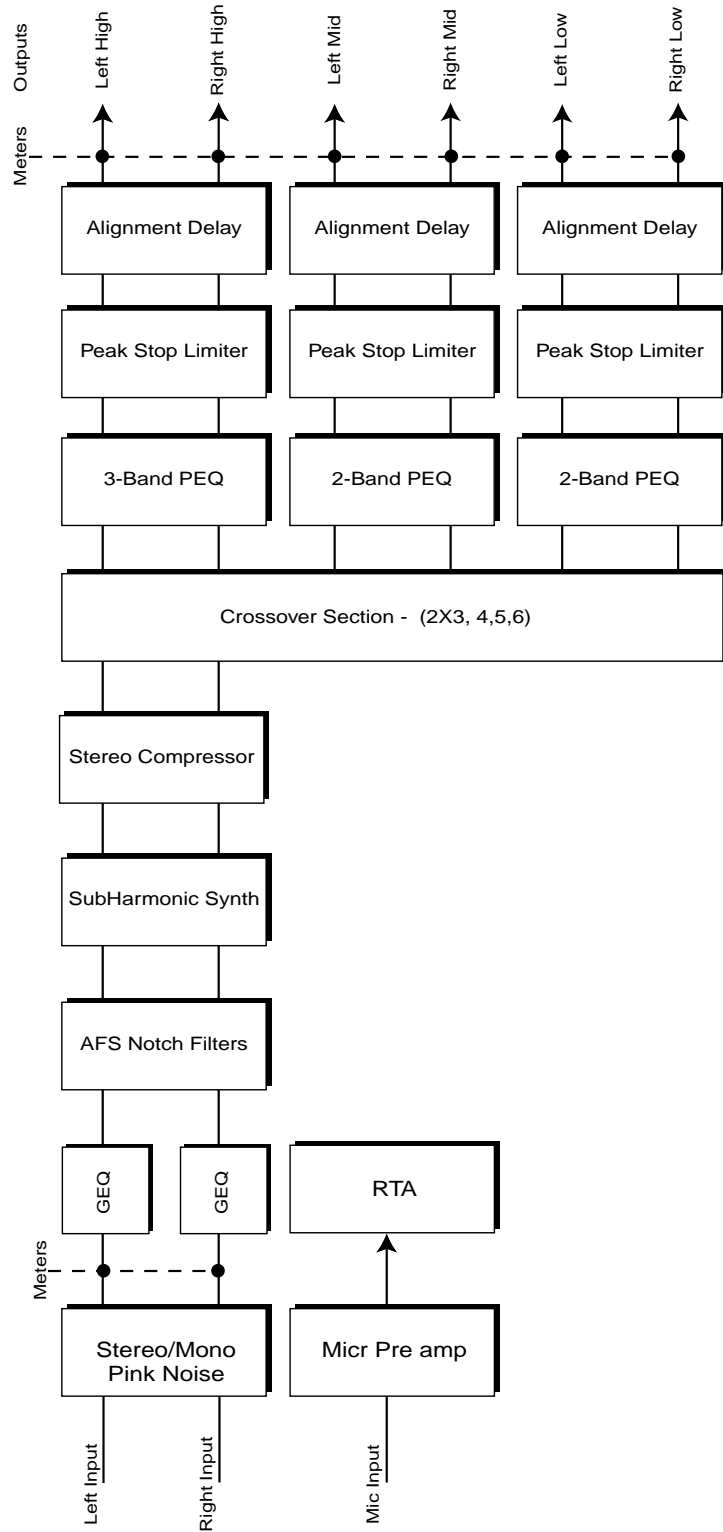 Outputs
Left High
Right High
Left Mid
Right Mid
Left Low
Right Low
Meters
Alignment Delay
Alignment Delay
Alignment Delay
Peak Stop Limiter
Peak Stop Limiter
Peak Stop Limiter
3-Band PEQ
2-Band PEQ
2-Band PEQ
Crossover Section -  (2X3, 4,5,6)
Stereo Compressor
SubHarmonic Synth
AFS Notch Filters
GEQ
GEQ
RTA
Meters
Stereo/Mono
Pink Noise
Micr Pre amp
Left Input
Right Input
Mic Input